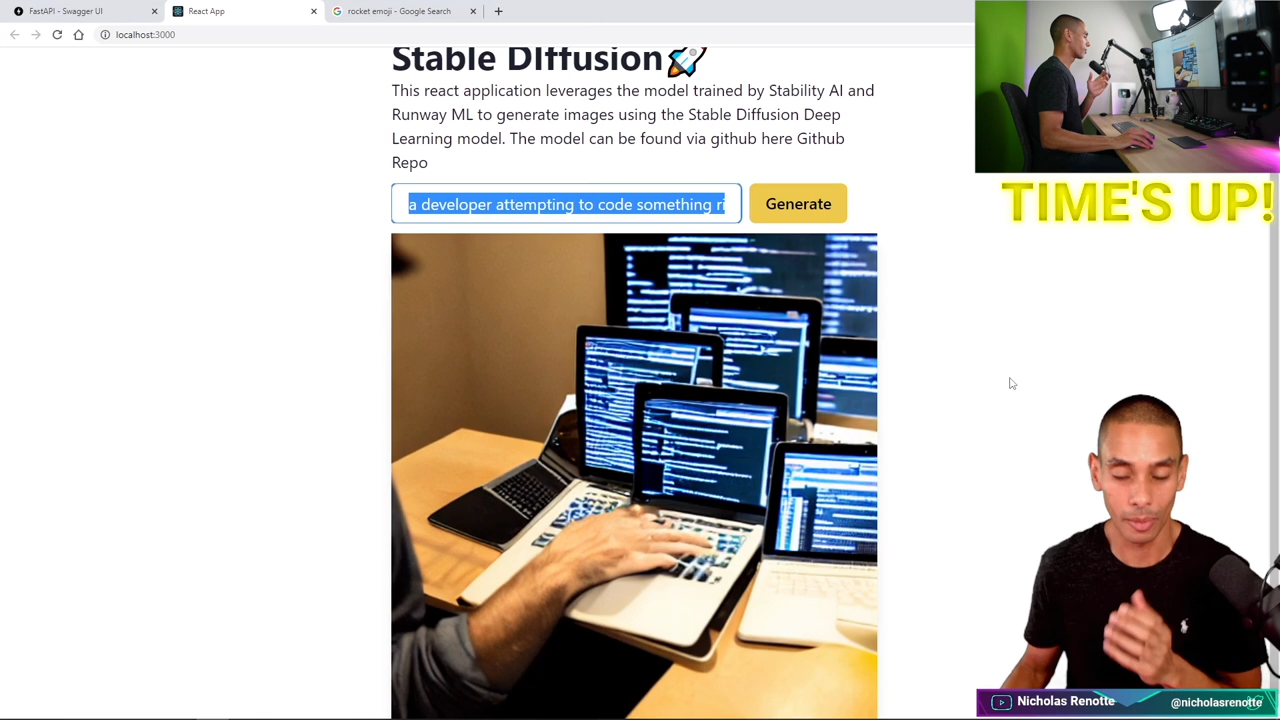 FastAPI - Swagger UI
React App
rocket emoji - Google Search
localhost:3000
Stable DIffusion🚀
This react application leverages the model trained by Stability AI and
Runway ML to generate images using the Stable Diffusion Deep
Learning model. The model can be found via github here Github
Repo
a developer attempting to code something ri
Generate
TIME'S UP!
Nicholas Renotte
@nicholasrenotte